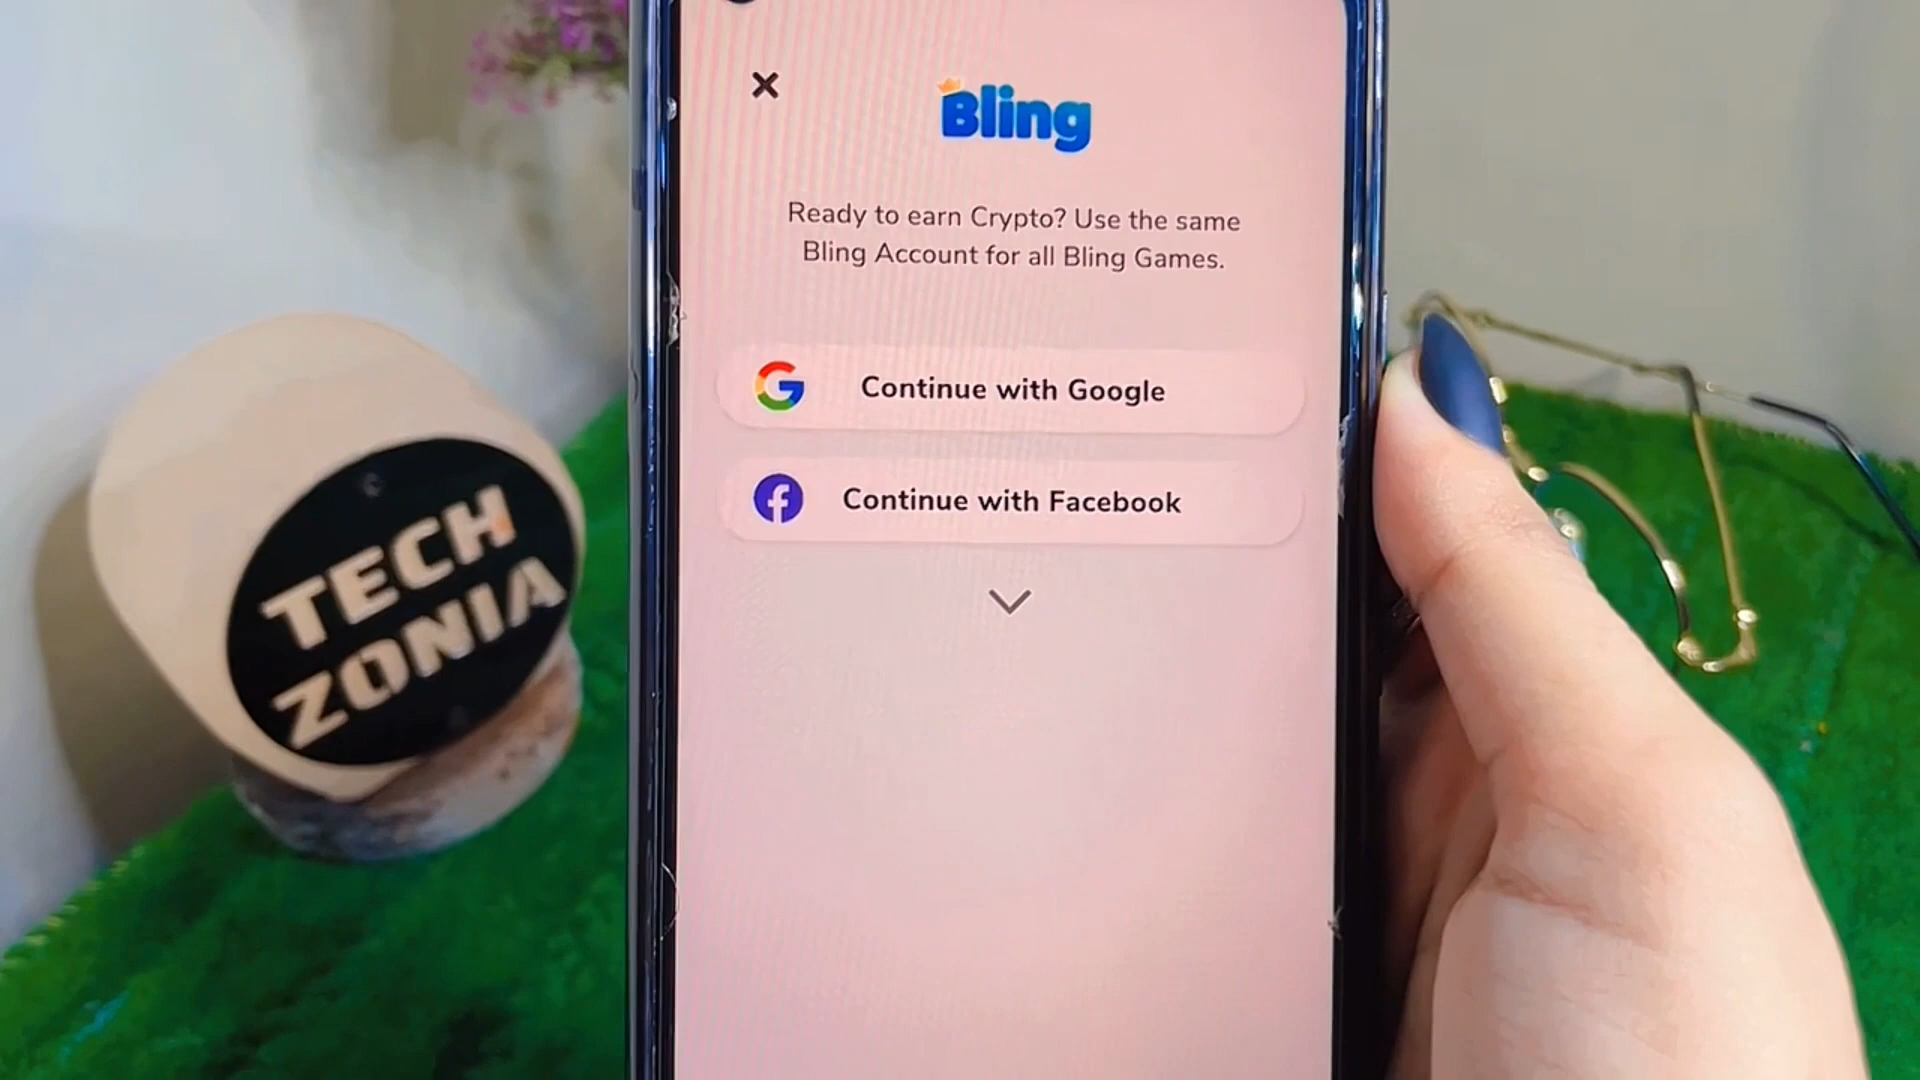 Bling
Ready to earn Crypto? Use the same
Bling Account for all Bling Games.
Continue with Google
Continue with Facebook
TECH
ZONIA